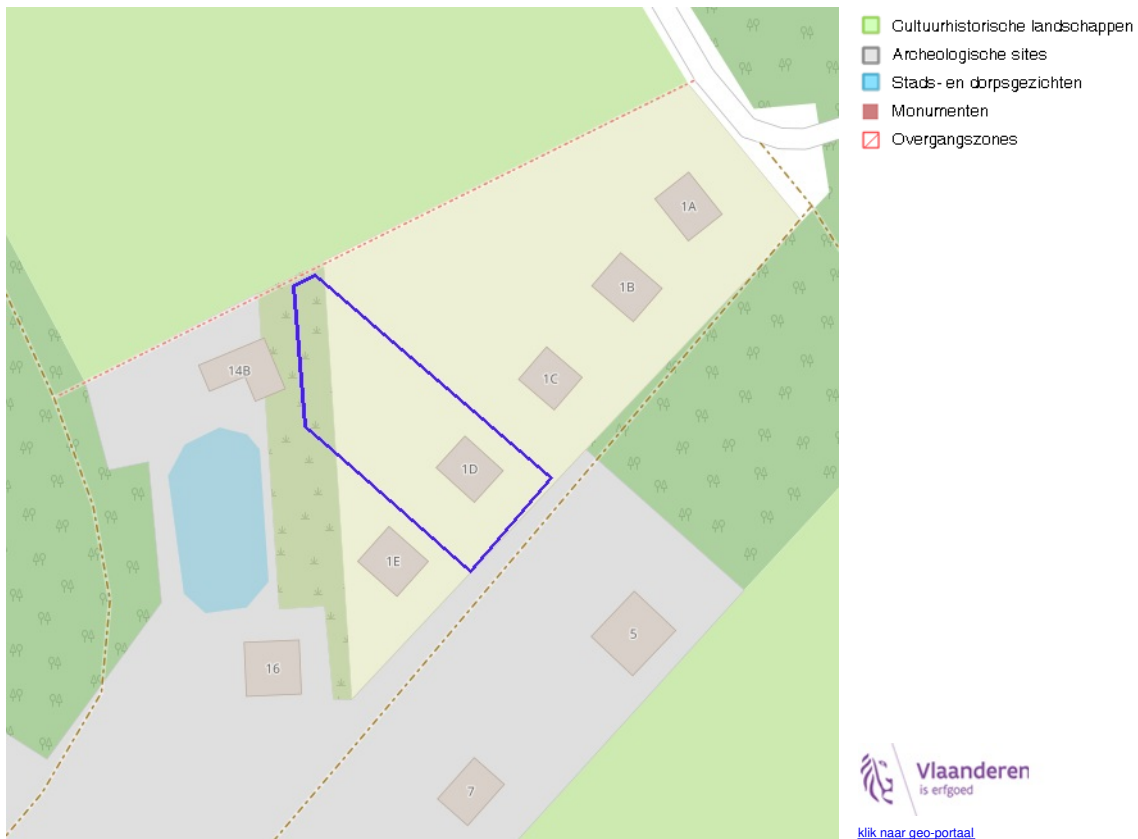 Cultuurhistorische landschappen
Archeologische sites
Stads- en dorpsgezichten
Monumenten
Overgangszones
1A
1B
1C
14B
1D
1E
5
16
7
Vlaanderen
is erfgoed
klik naar geo-portaal